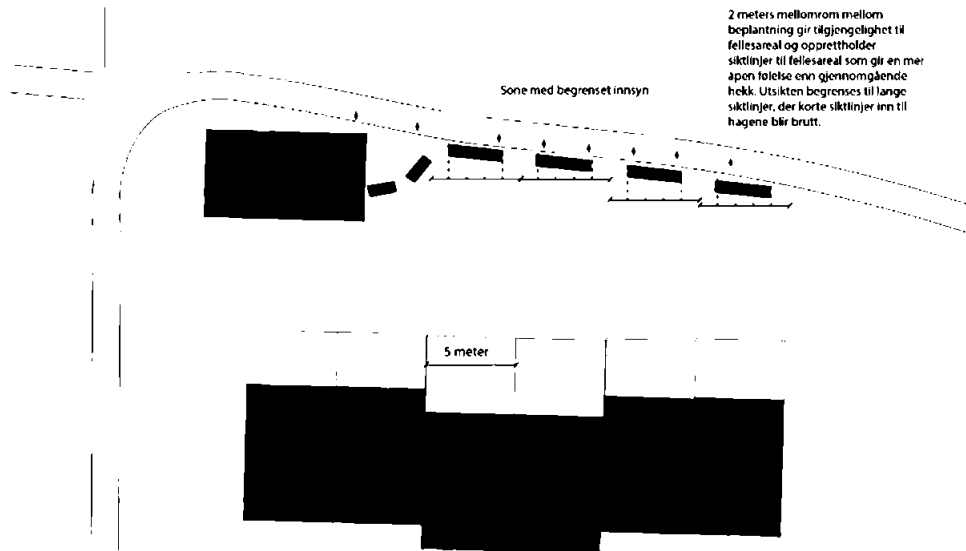 2 meters mellomrom mellom
beplantning gir tilgjengelighet til
fellesareal og opprettholder
siktlinjer til fellesareal som gir en mer
åpen følelse enn gjennomgående
hekk. Utsikten begrenses til lange
siktlinjer, der korte siktlinjer inn til
hagene blir brutt.
Sone med begrenset innsyn
5 meter